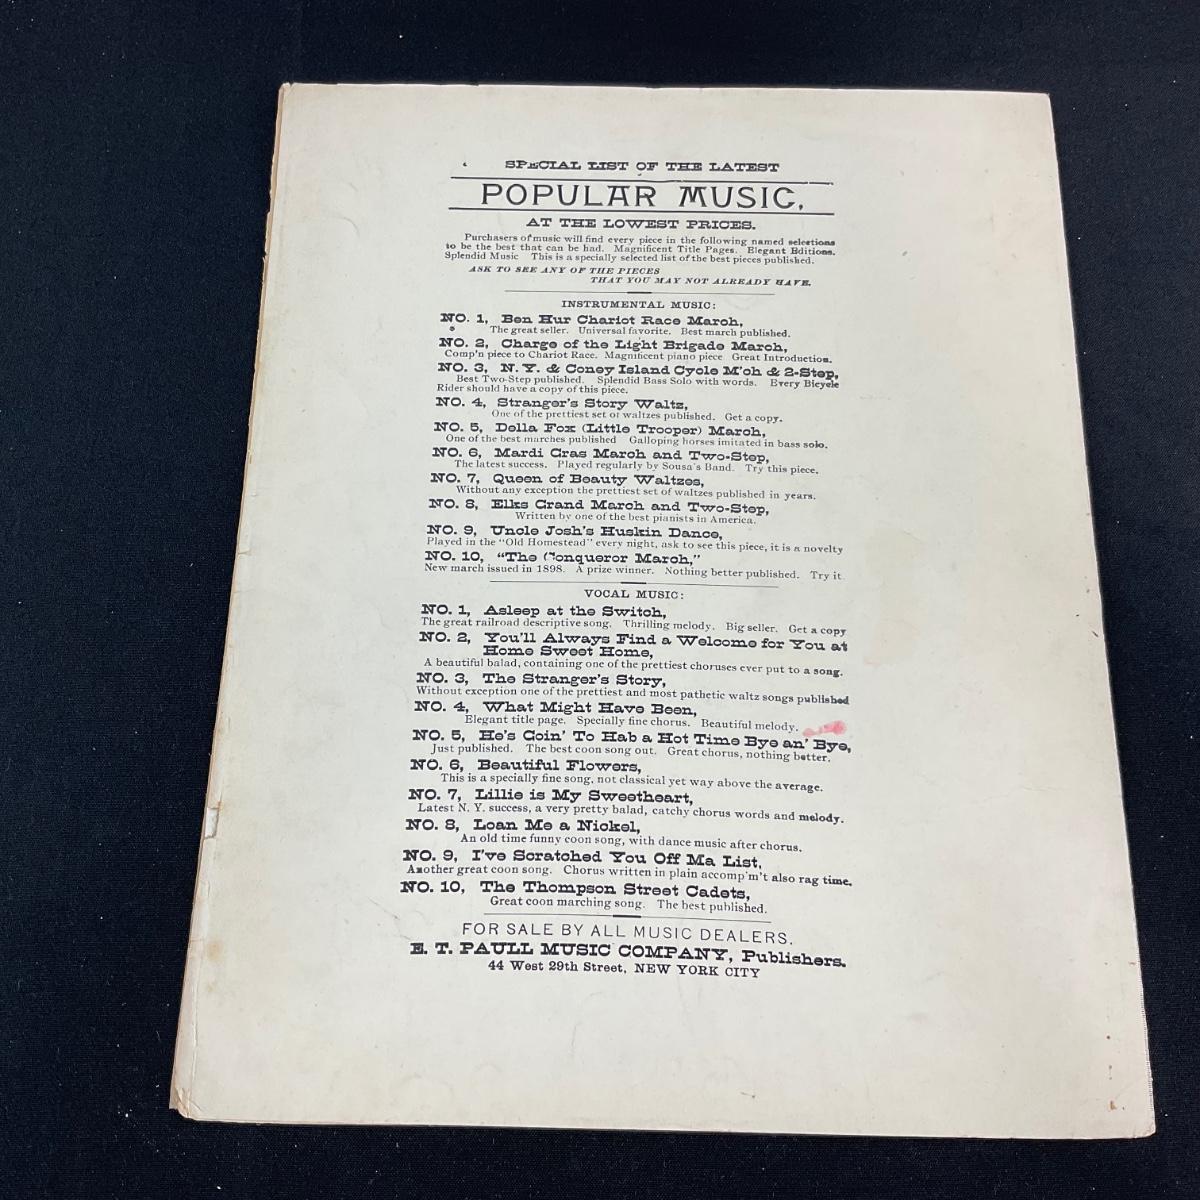 SPECIAL LIST OF THE LATEST
POPULAR MUSIC,
AT THE LOWEST PRICES.
Purchasers of music will find every piece in the following named selections
to be the best that can be had. Magnificent Title Pages. Elegant Editions.
Splendid Music This is a specially selected list of the best pieces published.
ASK TO SEE ANY OF THE PIECES
THAT YOU MAY NOT ALREADY HAVE.
INSTRUMENTAL MUSIC:
NO. 1, Ben Hur Chariot Race March,
The great seller. Universal favorite. Best march published.
NO. 2, Charge of the Light Brigade March,
Comp'n piece to Chariot Race. Magnificent piano piece Great Introduction.
NO. 3, N. Y. & Coney Island Cycle M'ch & 2-Step,
Best Two-Step published. Splendid Bass Solo with words. Every Bicycle
Rider should have a copy of this piece.
NO. 4, Stranger's Story Waltz,
One of the prettiest set of waltzes published. Get a copy.
NO. 5, Della Fox (Little Trooper) March,
One of the best marches published Galloping horses imitated in bass solo.
NO. 6, Mardi Gras March and Two-Step,
The latest success. Played regularly by Sousa's Band. Try this piece.
NO. 7, Queen of Beauty Waltzes,
Without any exception the prettiest set of waltzes published in years.
NO. 8, Elks Grand March and Two-Step,
Written by one of the best pianists in America.
NO. 9, Uncle Josh's Huskin Dance,
Played in the "Old Homestead" every night, ask to see this piece, it is a novelty
NO. 10, "The Conqueror March,"
New march issued in 1898. A prize winner. Nothing better published. Try it
VOCAL MUSIC:
NO. 1, Asleep at the Switch,
The great railroad descriptive song. Thrilling melody. Big seller. Get a copy
NO. 2, You'll Always Find a Welcome for You at
Home Sweet Home,
A beautiful balad, containing one of the prettiest choruses ever put to a song.
NO. 3, The Stranger's Story,
Without exception one of the prettiest and most pathetic waltz songs published
NO. 4, What Might Have Been,
Elegant title page. Specially fine chorus. Beautiful melody.
NO. 5, He's Goin' To Hab a Hot Time Bye an' Bye,
Just published. The best coon song out. Great chorus, nothing better.
NO. 6, Beautiful Flowers,
This is a specially fine song, not classical yet way above the average.
NO. 7, Lillie is My Sweetheart,
Latest N. Y. success, a very pretty balad, catchy chorus words and melody.
NO. 8, Loan Me a Nickel,
An old time funny coon song, with dance music after chorus.
NO. 9, I've Scratched You Off Ma List,
Another great coon song. Chorus written in plain accomp'm't also rag time.
NO. 10, The Thompson Street Cadets,
Great coon marching song. The best published.
FOR SALE BY ALL MUSIC DEALERS.
E. T. PAULL MUSIC COMPANY, Publishers.
44 West 29th Street, NEW YORK CITY